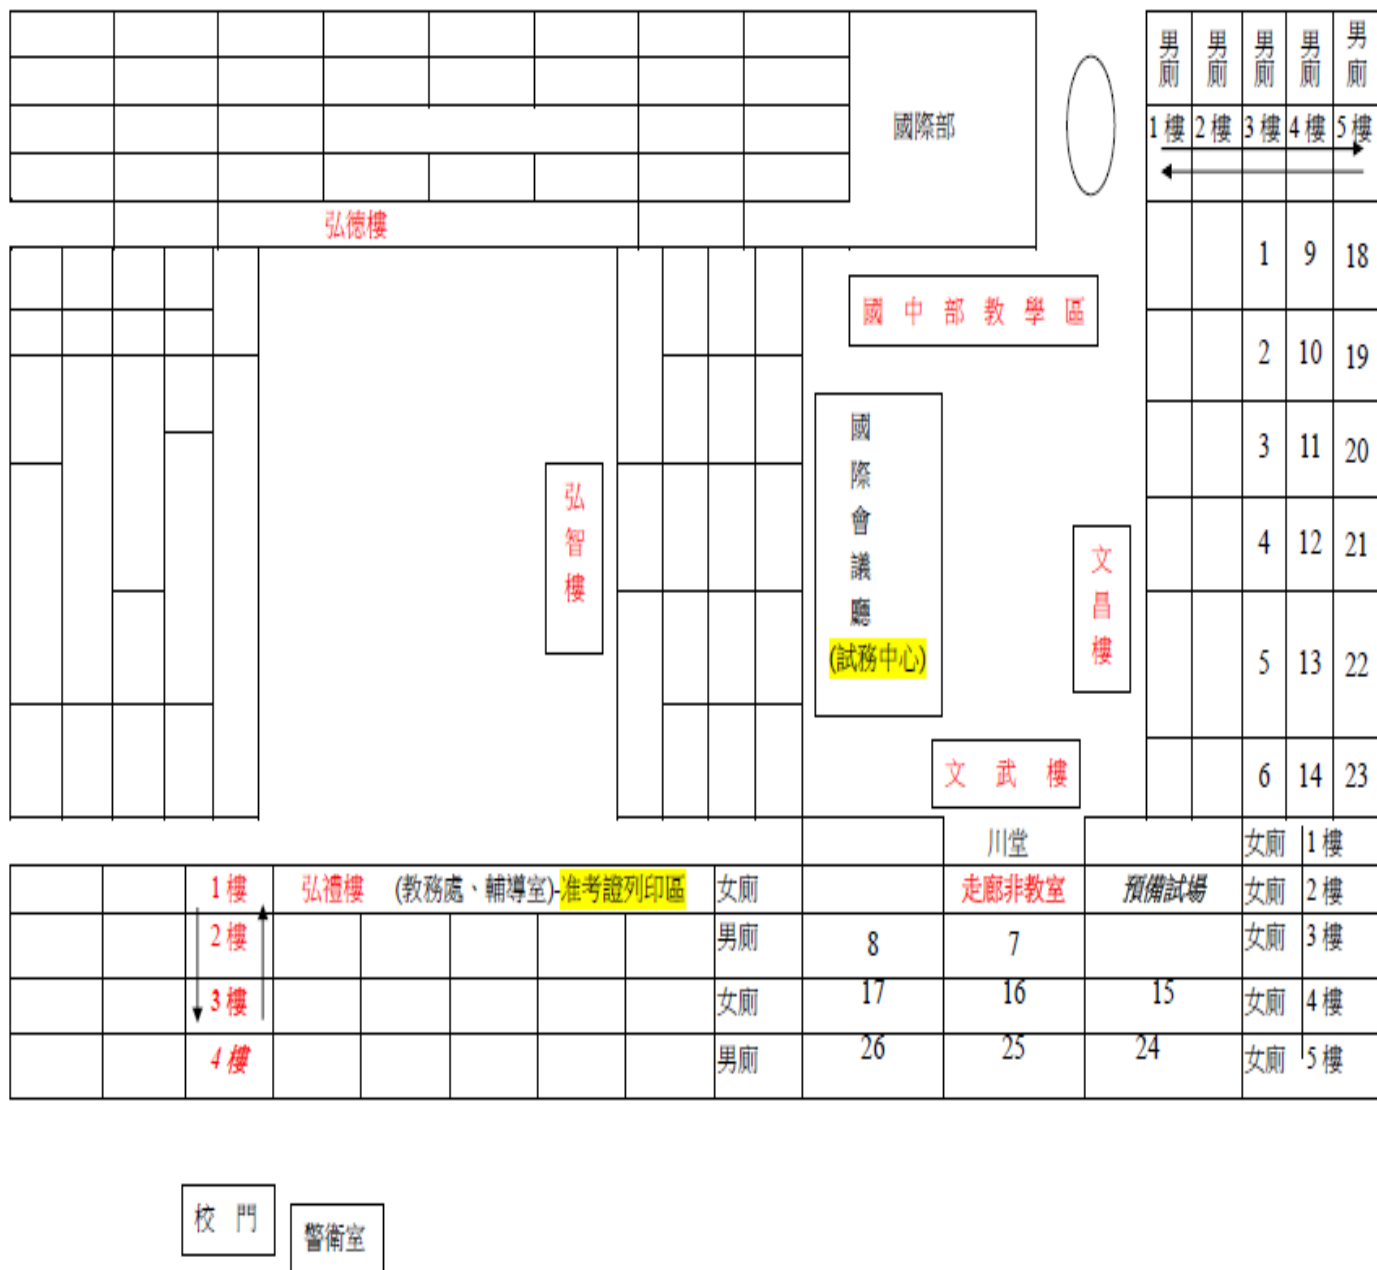 男廁 男廁 男廁 男廁 男廁
國際部
1樓 2樓 3樓 4樓 5樓
弘德樓
1 9 18
國中部教學區
2 10 19
國際會議廳
(試務中心)
3 11 20
弘智樓
4 12 21
文昌樓
5 13 22
文武樓
6 14 23
川堂 女廁 1樓
1樓 弘禮樓 (教務處、輔導室)-准考證列印區 女廁 走廊非教室 預備試場 女廁 2樓
2樓 男廁 8 7 女廁 3樓
3樓 女廁 17 16 15 女廁 4樓
4樓 男廁 26 25 24 女廁 5樓
校門
警衛室